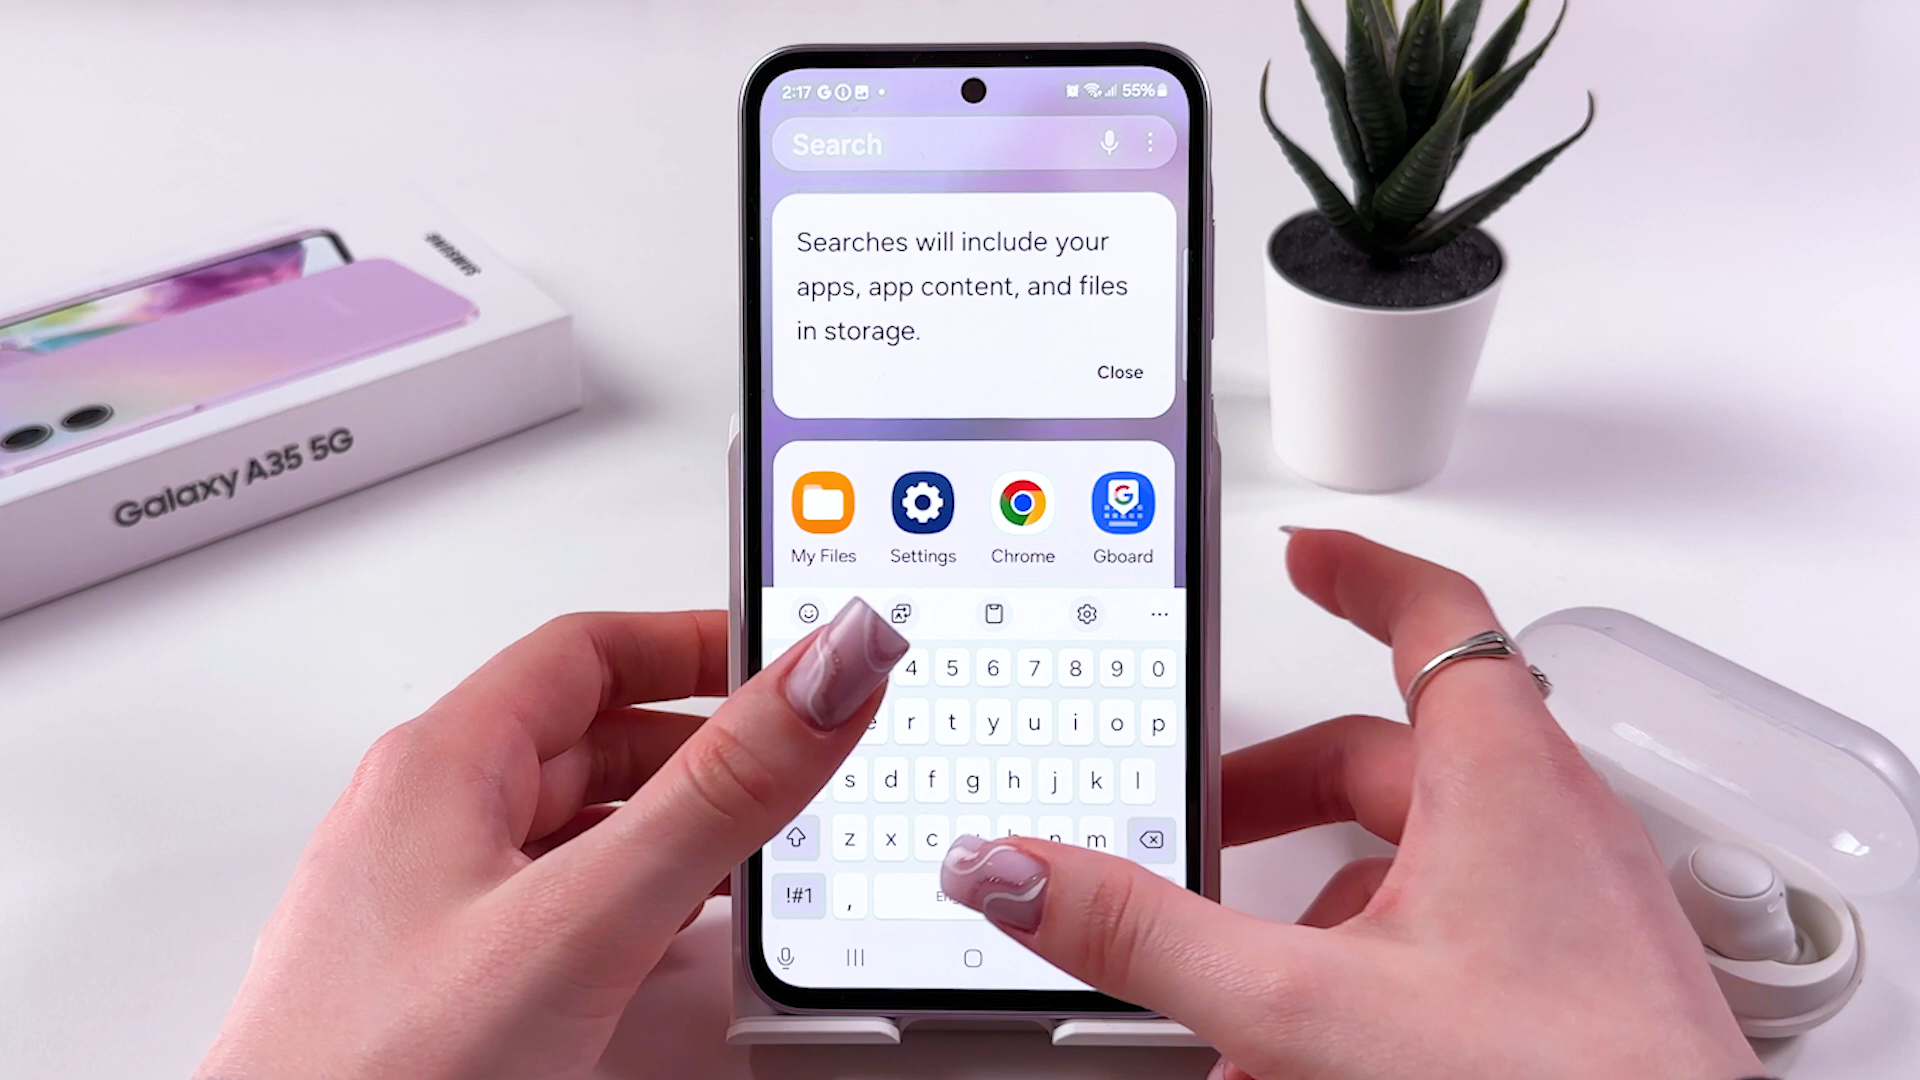 2:17
55%
Search
Searches will include your
apps, app content, and files
in storage.
Close
My Files Settings Chrome Gboard
4 5 6 7 8 9 0
e r t y u i o p
s d f g h j k l
z x c n m
!#1 ,
SAMSUNG
Galaxy A35 5G